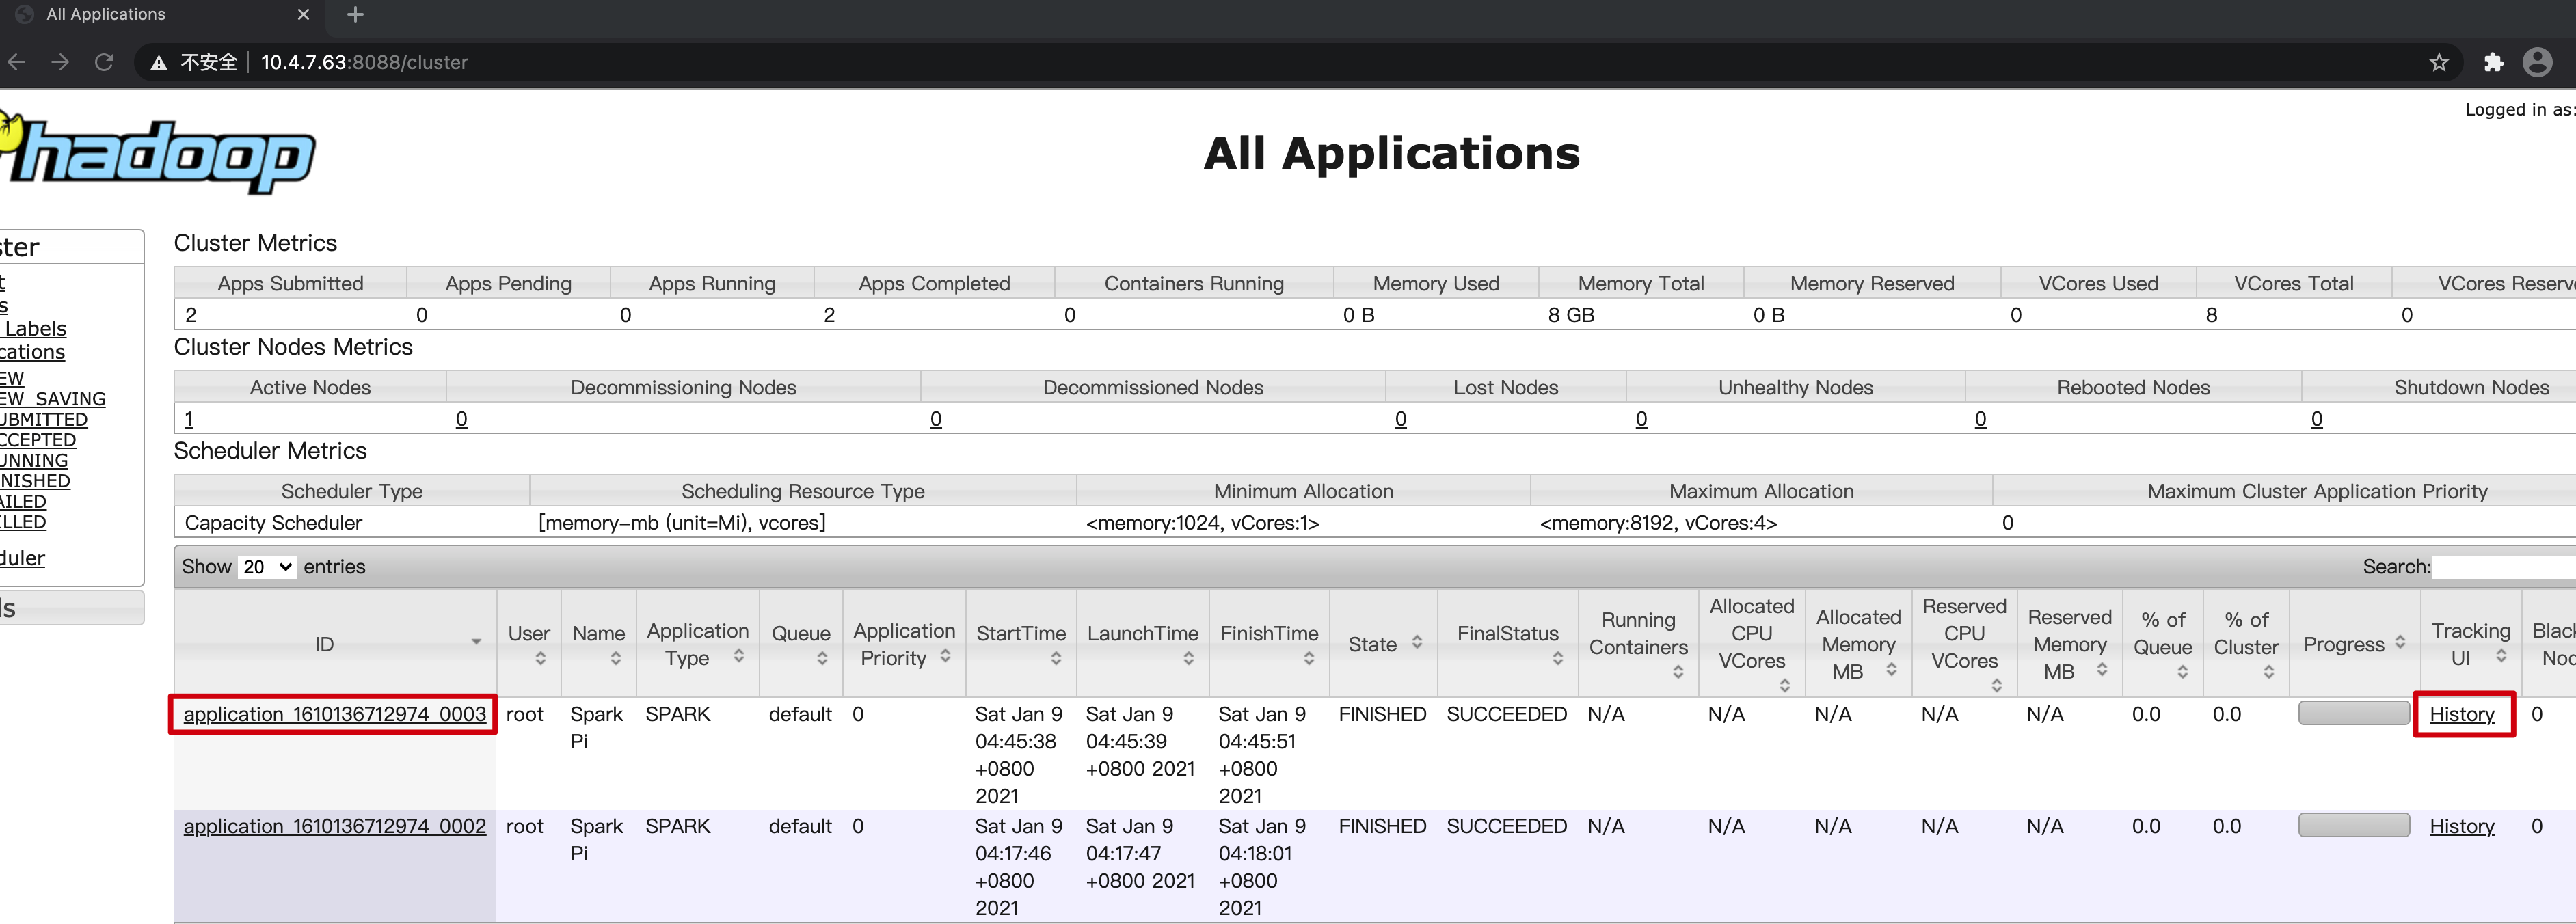 All Applications
不安全 10.4.7.63:8088/cluster
Logged in as:
hadoop
All Applications
ster
t
s
Labels
cations
EW
EW_SAVING
UBMITTED
CCEPTED
UNNING
NISHED
AILED
LLED
duler
ls
Cluster Metrics
Apps Submitted Apps Pending Apps Running Apps Completed Containers Running Memory Used Memory Total Memory Reserved VCores Used VCores Total VCores Reserve
2 0 0 2 0 0 B 8 GB 0 B 0 8 0
Cluster Nodes Metrics
Active Nodes Decommissioning Nodes Decommissioned Nodes Lost Nodes Unhealthy Nodes Rebooted Nodes Shutdown Nodes
1 0 0 0 0 0 0
Scheduler Metrics
Scheduler Type Scheduling Resource Type Minimum Allocation Maximum Allocation Maximum Cluster Application Priority
Capacity Scheduler [memory-mb (unit=Mi), vcores] <memory:1024, vCores:1> <memory:8192, vCores:4> 0
Show 20 entries Search:
ID User Name Application Type Queue Application Priority StartTime LaunchTime FinishTime State FinalStatus Running Containers Allocated CPU VCores Allocated Memory MB Reserved CPU VCores Reserved Memory MB % of Queue % of Cluster Progress Tracking UI Black Nod
application_1610136712974_0003 root Spark Pi SPARK default 0 Sat Jan 9 04:45:38 +0800 2021 Sat Jan 9 04:45:39 +0800 2021 Sat Jan 9 04:45:51 +0800 2021 FINISHED SUCCEEDED N/A N/A N/A N/A N/A 0.0 0.0 History 0
application_1610136712974_0002 root Spark Pi SPARK default 0 Sat Jan 9 04:17:46 +0800 2021 Sat Jan 9 04:17:47 +0800 2021 Sat Jan 9 04:18:01 +0800 2021 FINISHED SUCCEEDED N/A N/A N/A N/A N/A 0.0 0.0 History 0